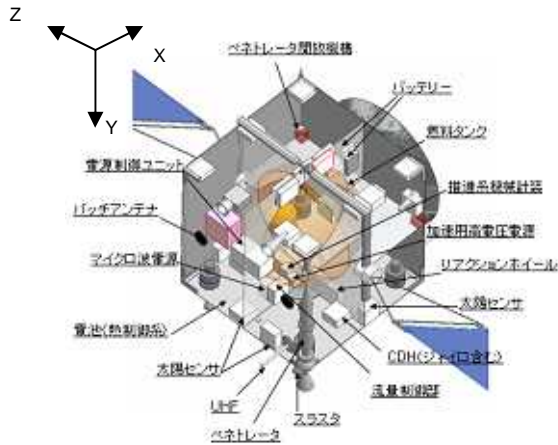 Z
X
Y
ペネトレータ開放機構
バッテリー
燃料タンク
電源制御ユニット
推進系機械計装
パッチアンテナ
加速用高電圧電源
マイクロ波電源
リアクションホイール
太陽センサ
電池(熱制御系)
CDH(ジャイロ含む)
太陽センサ
流量制御部
UHF
スラスタ
ペネトレータ